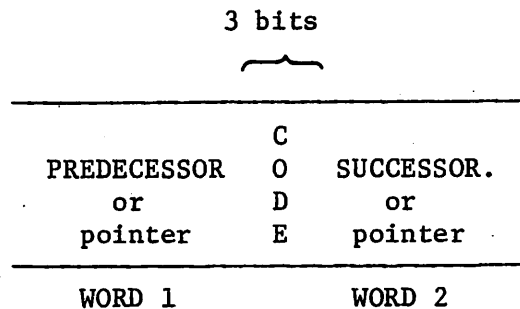 3 bits
C
PREDECESSOR O SUCCESSOR.
or D or
pointer E pointer
WORD 1 WORD 2